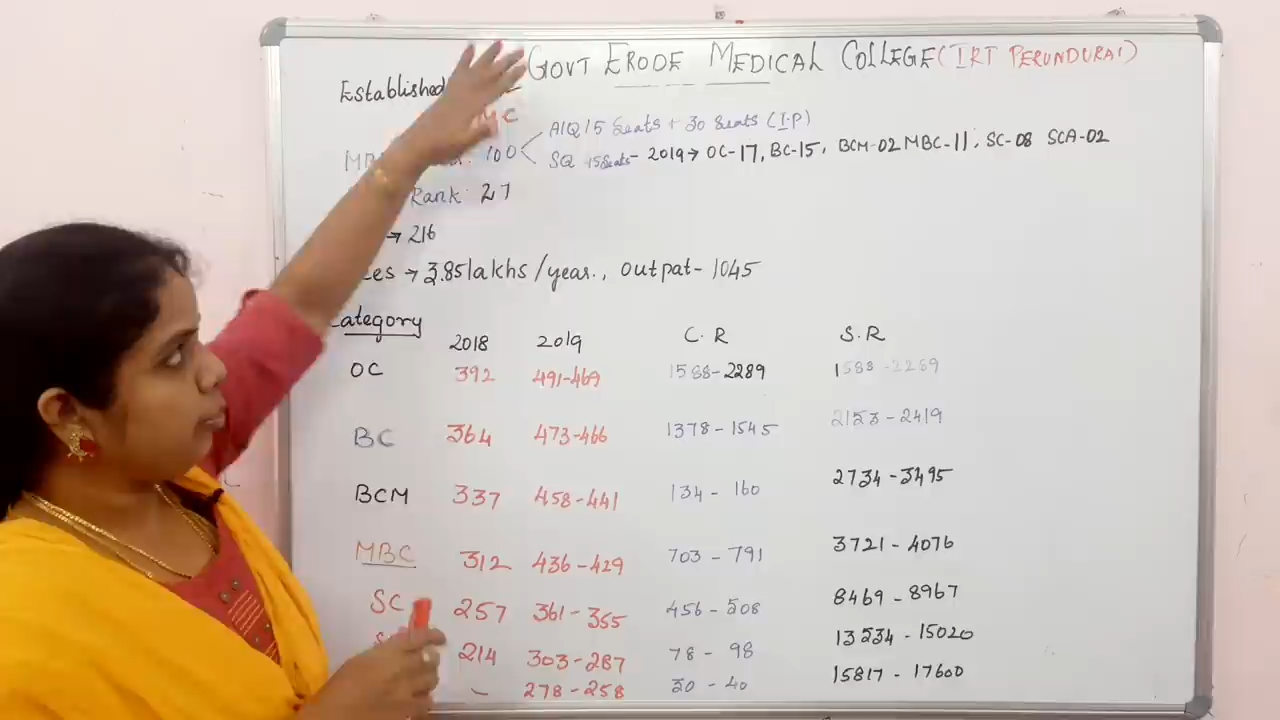 GOVT ERODE MEDICAL COLLEGE (IRT PERUNDURAI)
Established
AIQ 15 Seats + 30 Seats (I.P)
100
SQ 45 Seats - 2019 → OC-17, BC-15, BCM-02 MBC-11, SC-08 SCA-02
Rank: 27
→ 216
→ 3.85 lakhs/year., Outpat- 1045
Category
2018 2019 C.R S.R
OC 392 491-469 1588-2289 1588-2289
BC 364 473-466 1378-1545 2153-2419
BCM 337 458-441 134-160 2734-3495
MBC 312 436-429 703-791 3721-4076
SC 257 361-355 456-508 8469-8967
214 303-287 78-98 13534-15020
- 278-258 30-40 15817-17600